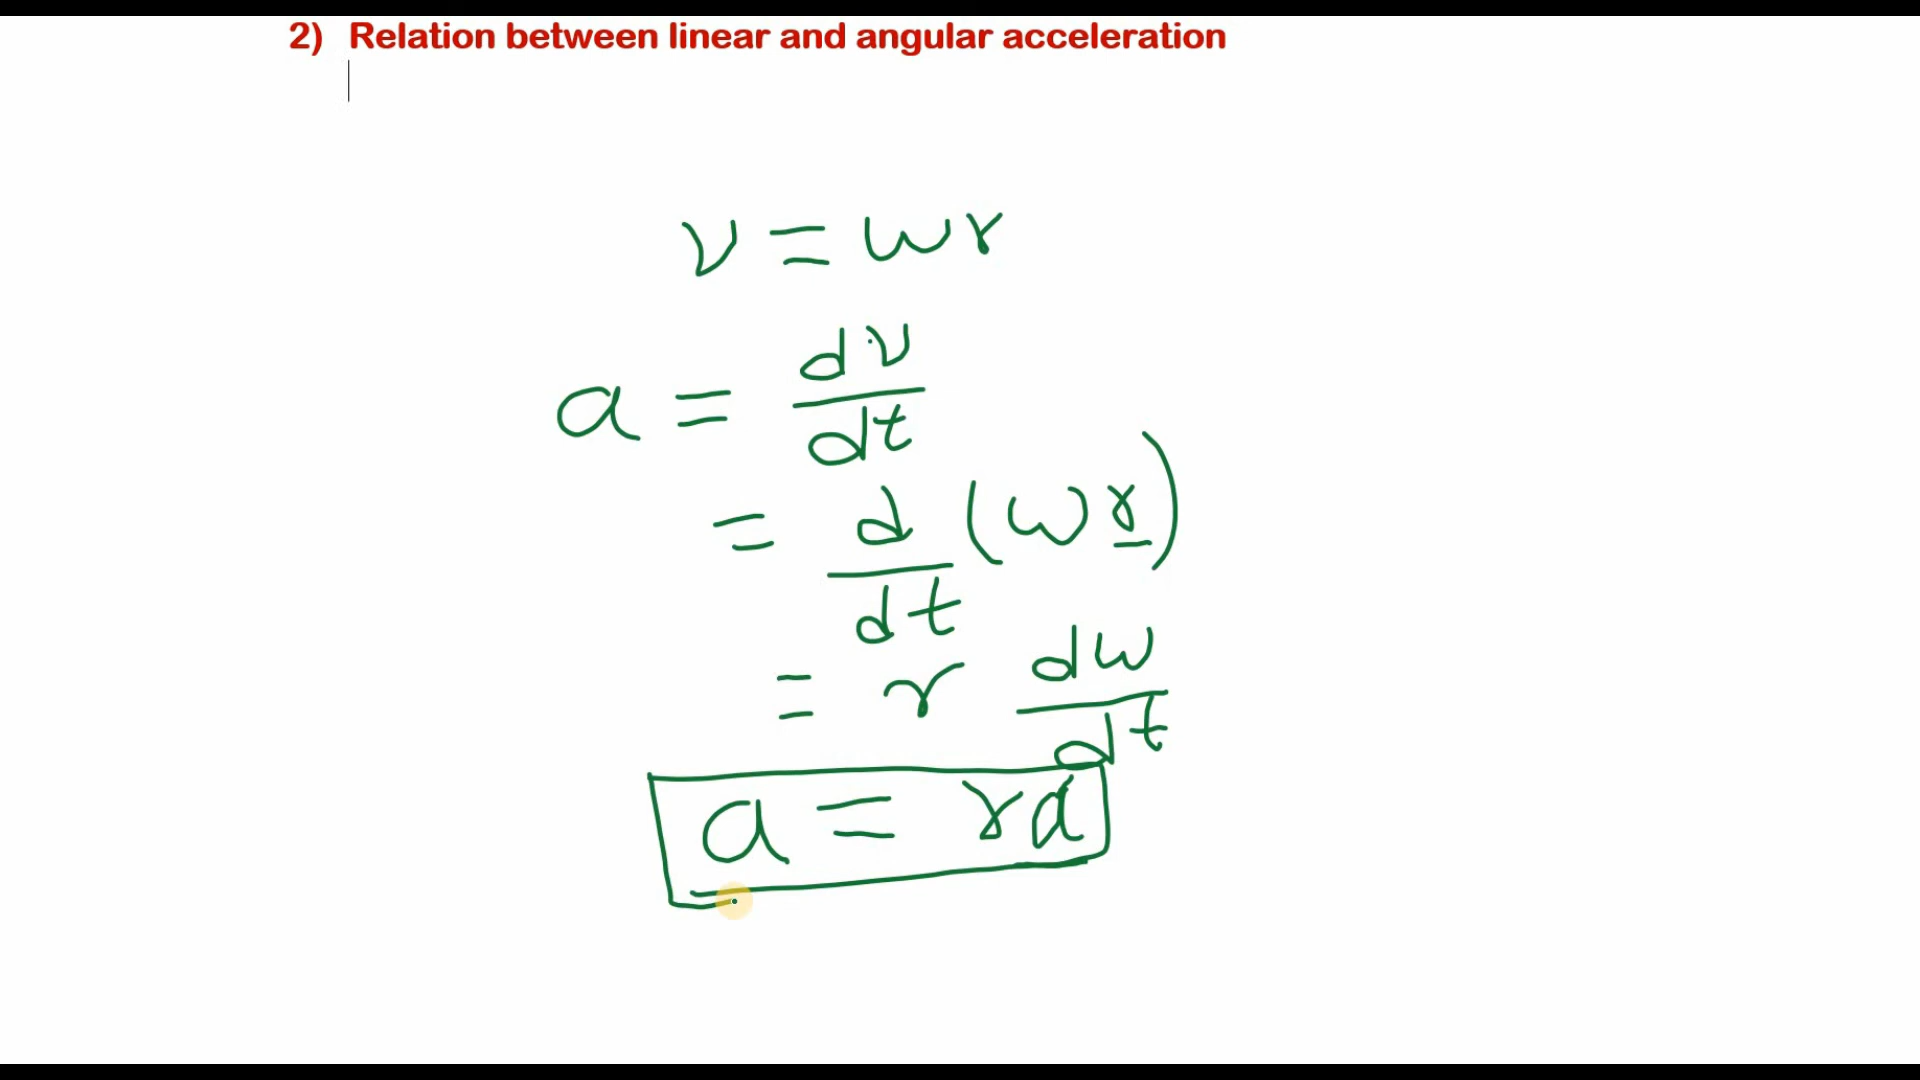 2) Relation between linear and angular acceleration
v = ωr
a = dv/dt
= d/dt (ωr)
= r dω/dt
a = rα